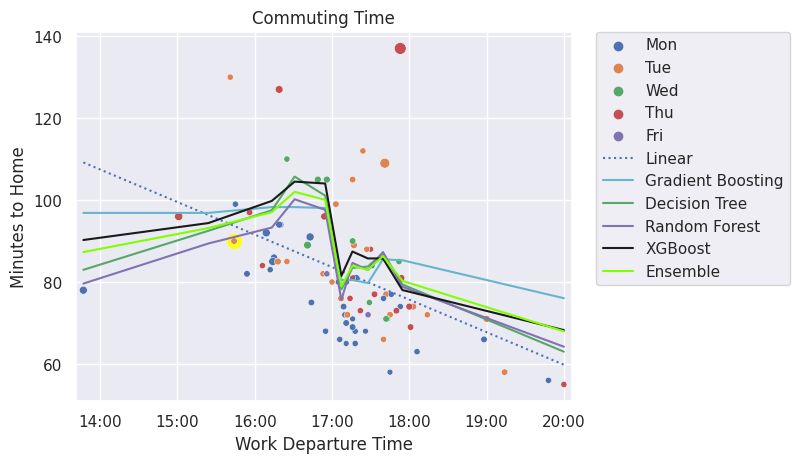 Commuting Time
140
120
100
80
60
Minutes to Home
14:00
15:00
16:00
17:00
18:00
19:00
20:00
Work Departure Time
Mon
Tue
Wed
Thu
Fri
Linear
Gradient Boosting
Decision Tree
Random Forest
XGBoost
Ensemble